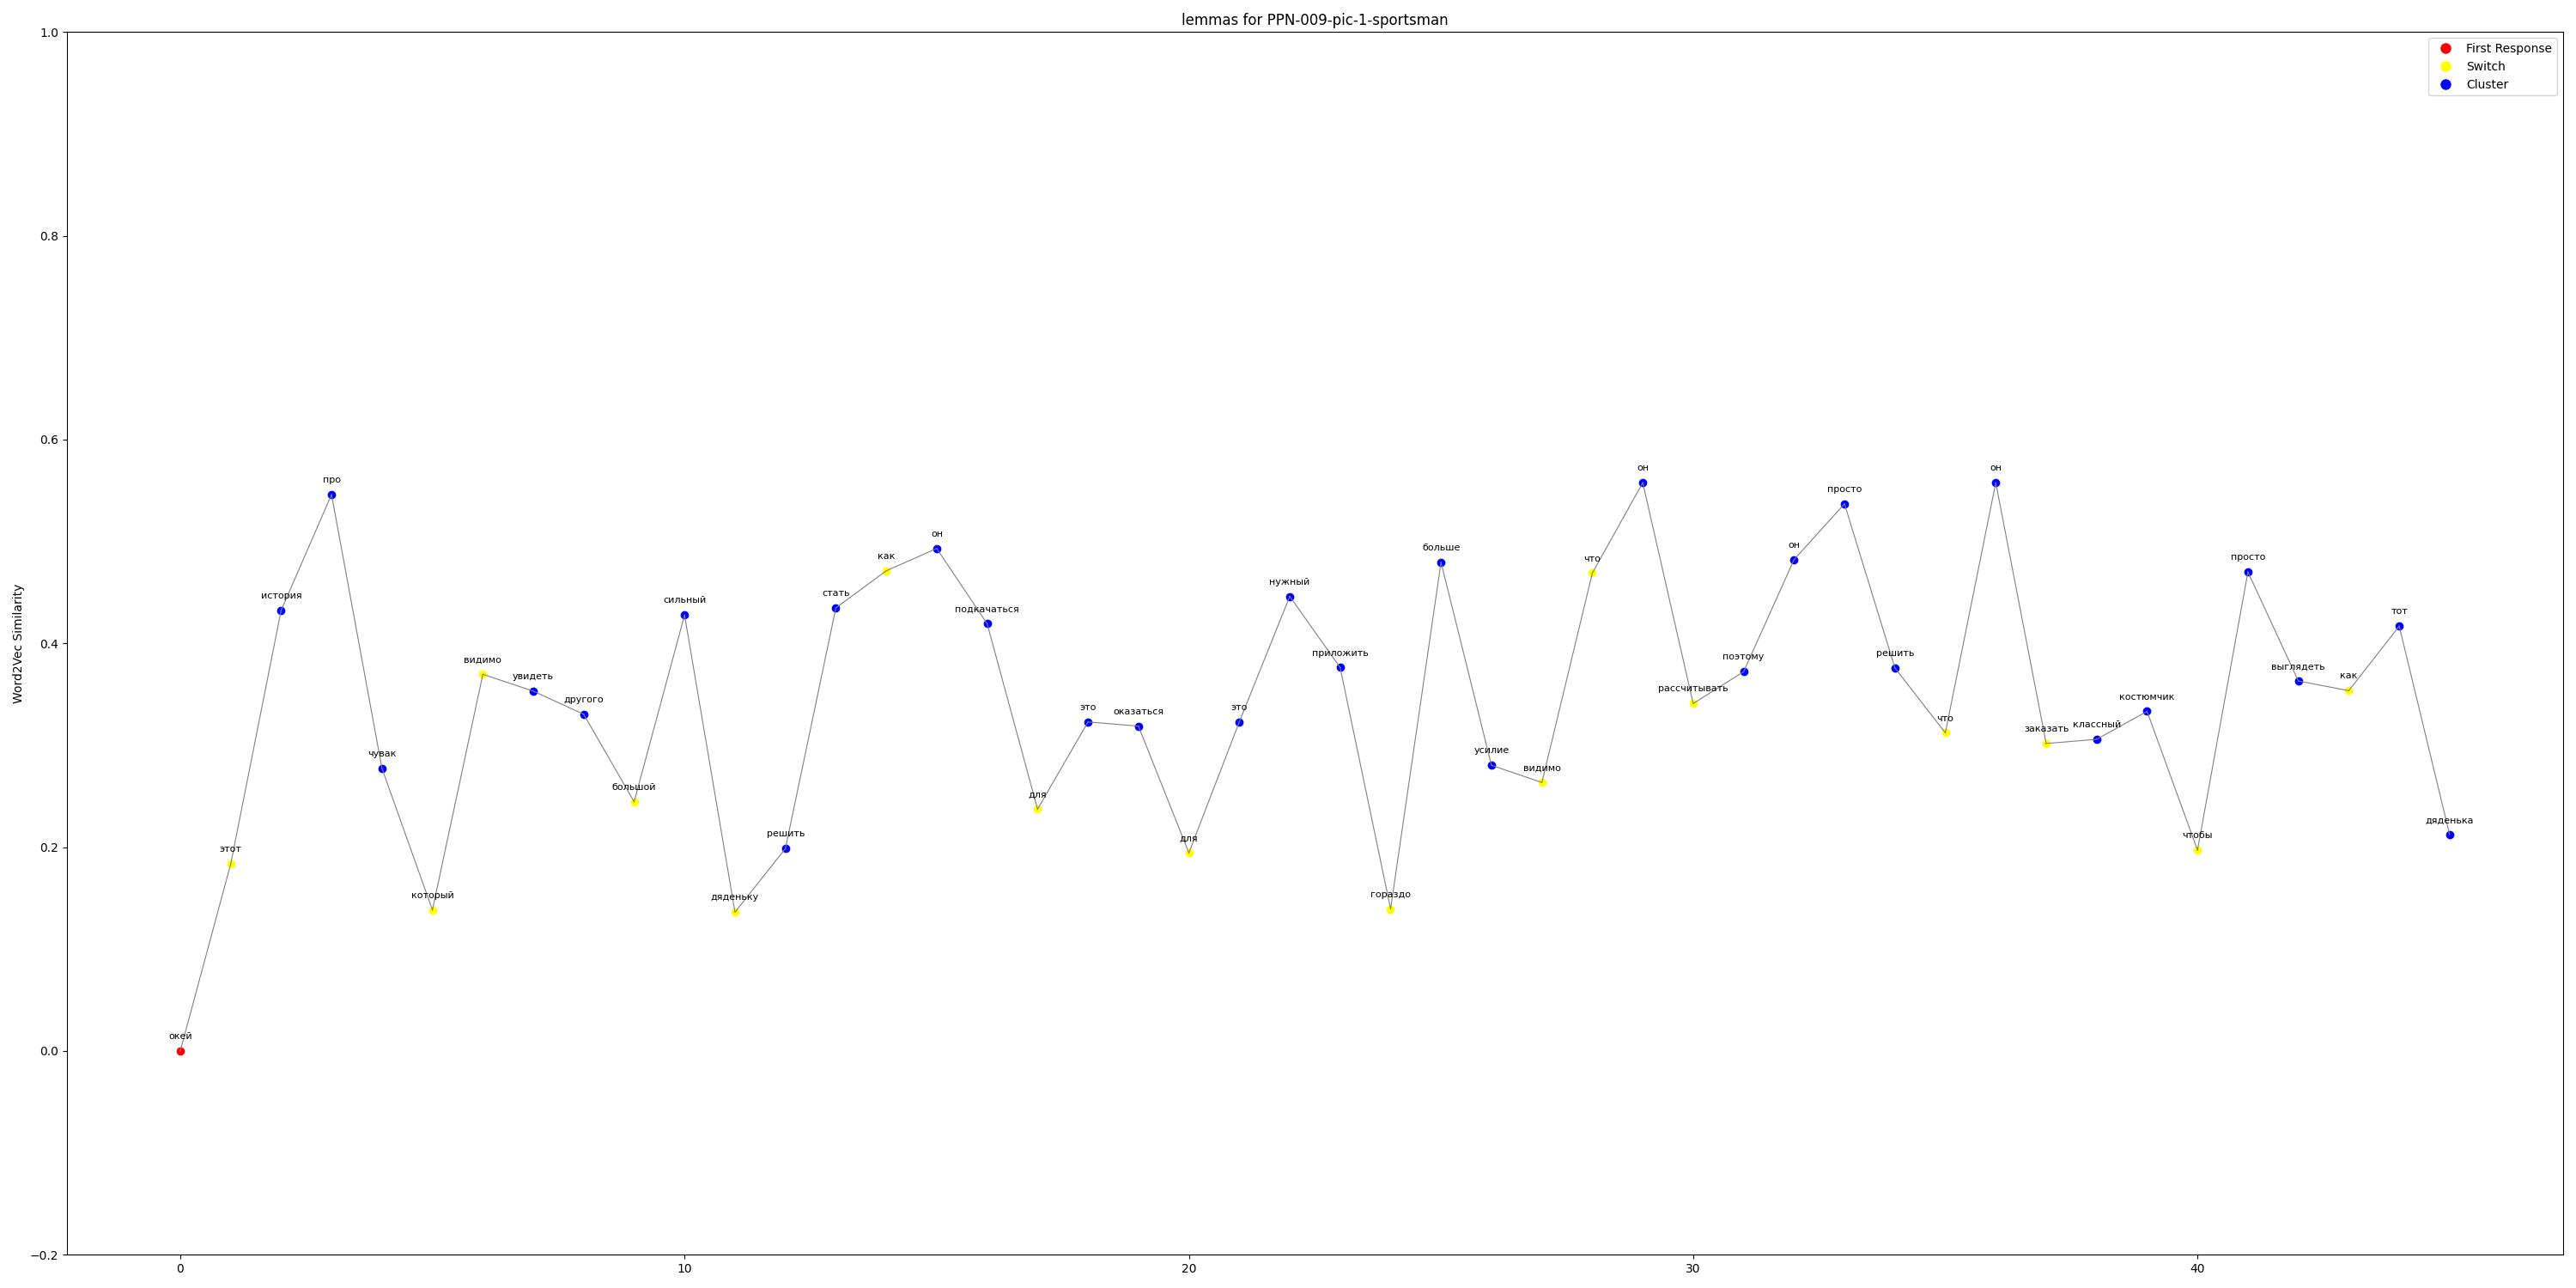 lemmas for PPN-009-pic-1-sportsman
1.0
0.8
0.6
0.4
0.2
0.0
−0.2
Word2Vec Similarity
First Response
Switch
Cluster
окей
этот
история
про
чувак
который
видимо
увидеть
другого
большой
сильный
дяденьку
решить
стать
как
он
подкачаться
для
это
оказаться
для
это
нужный
приложить
гораздо
больше
усилие
видимо
что
он
рассчитывать
поэтому
он
просто
решить
что
он
заказать
классный
костюмчик
чтобы
просто
выглядеть
как
тот
дяденька
0
10
20
30
40